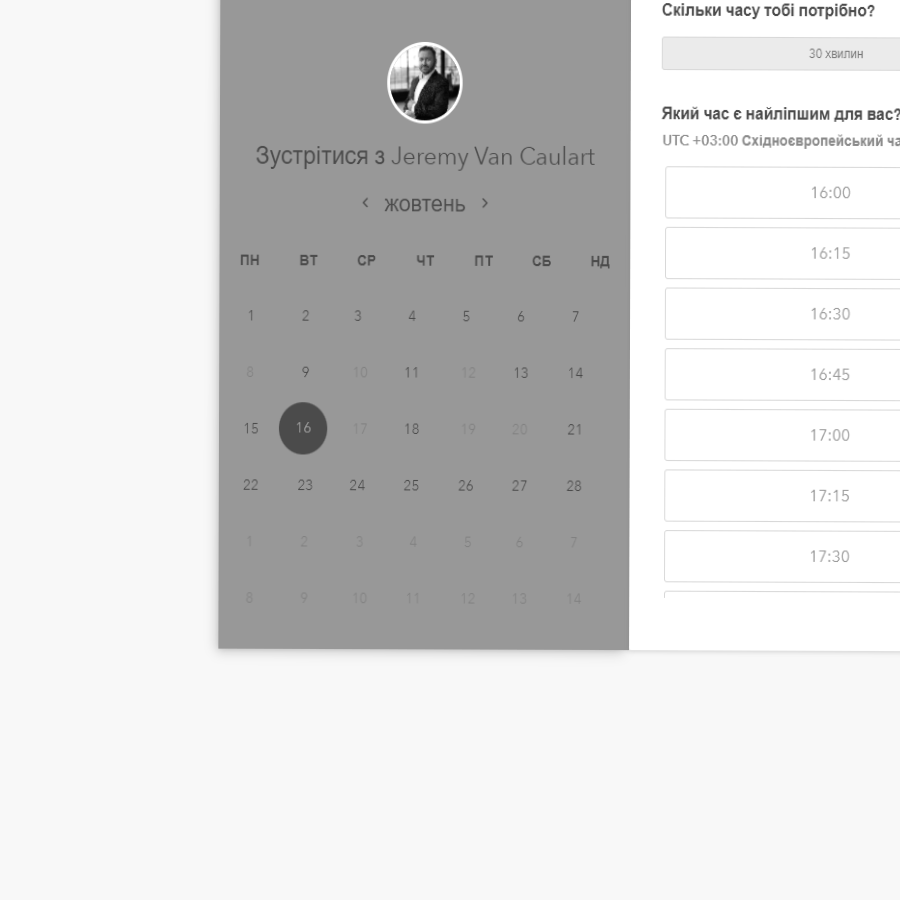 Зустрітися з Jeremy Van Caulart
‹ жовтень ›
ПН ВТ СР ЧТ ПТ СБ НД
1 2 3 4 5 6 7
8 9 10 11 12 13 14
15 16 17 18 19 20 21
22 23 24 25 26 27 28
1 2 3 4 5 6 7
8 9 10 11 12 13 14
Скільки часу тобі потрібно?
30 хвилин
Який час є найліпшим для вас?
UTC +03:00 Східноєвропейський ча
16:00
16:15
16:30
16:45
17:00
17:15
17:30